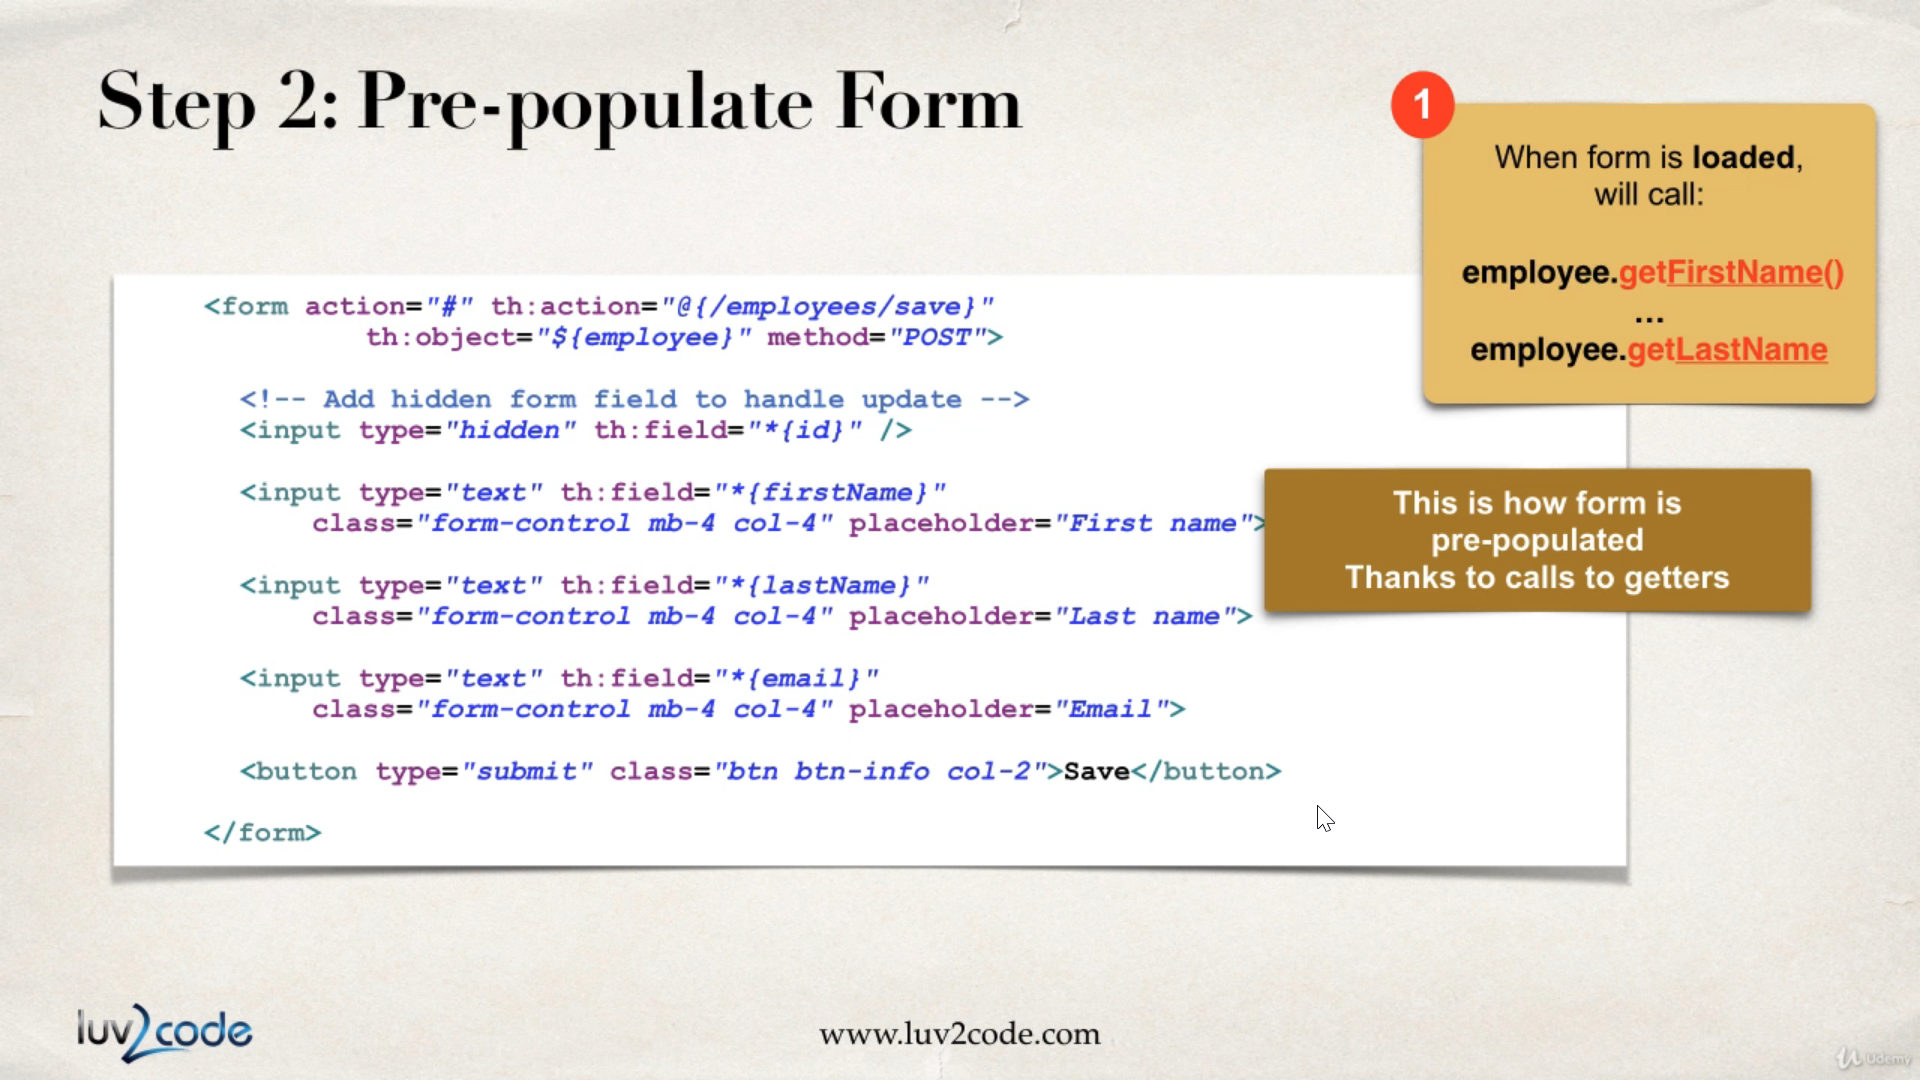 Step 2: Pre-populate Form
1
When form is loaded,
will call:
employee.getFirstName()
...
employee.getLastName
<form action="#" th:action="@{/employees/save}"
th:object="${employee}" method="POST">
<!-- Add hidden form field to handle update -->
<input type="hidden" th:field="*{id}" />
<input type="text" th:field="*{firstName}"
class="form-control mb-4 col-4" placeholder="First name">
<input type="text" th:field="*{lastName}"
class="form-control mb-4 col-4" placeholder="Last name">
<input type="text" th:field="*{email}"
class="form-control mb-4 col-4" placeholder="Email">
<button type="submit" class="btn btn-info col-2">Save</button>
</form>
This is how form is
pre-populated
Thanks to calls to getters
luv2code
www.luv2code.com
Udemy